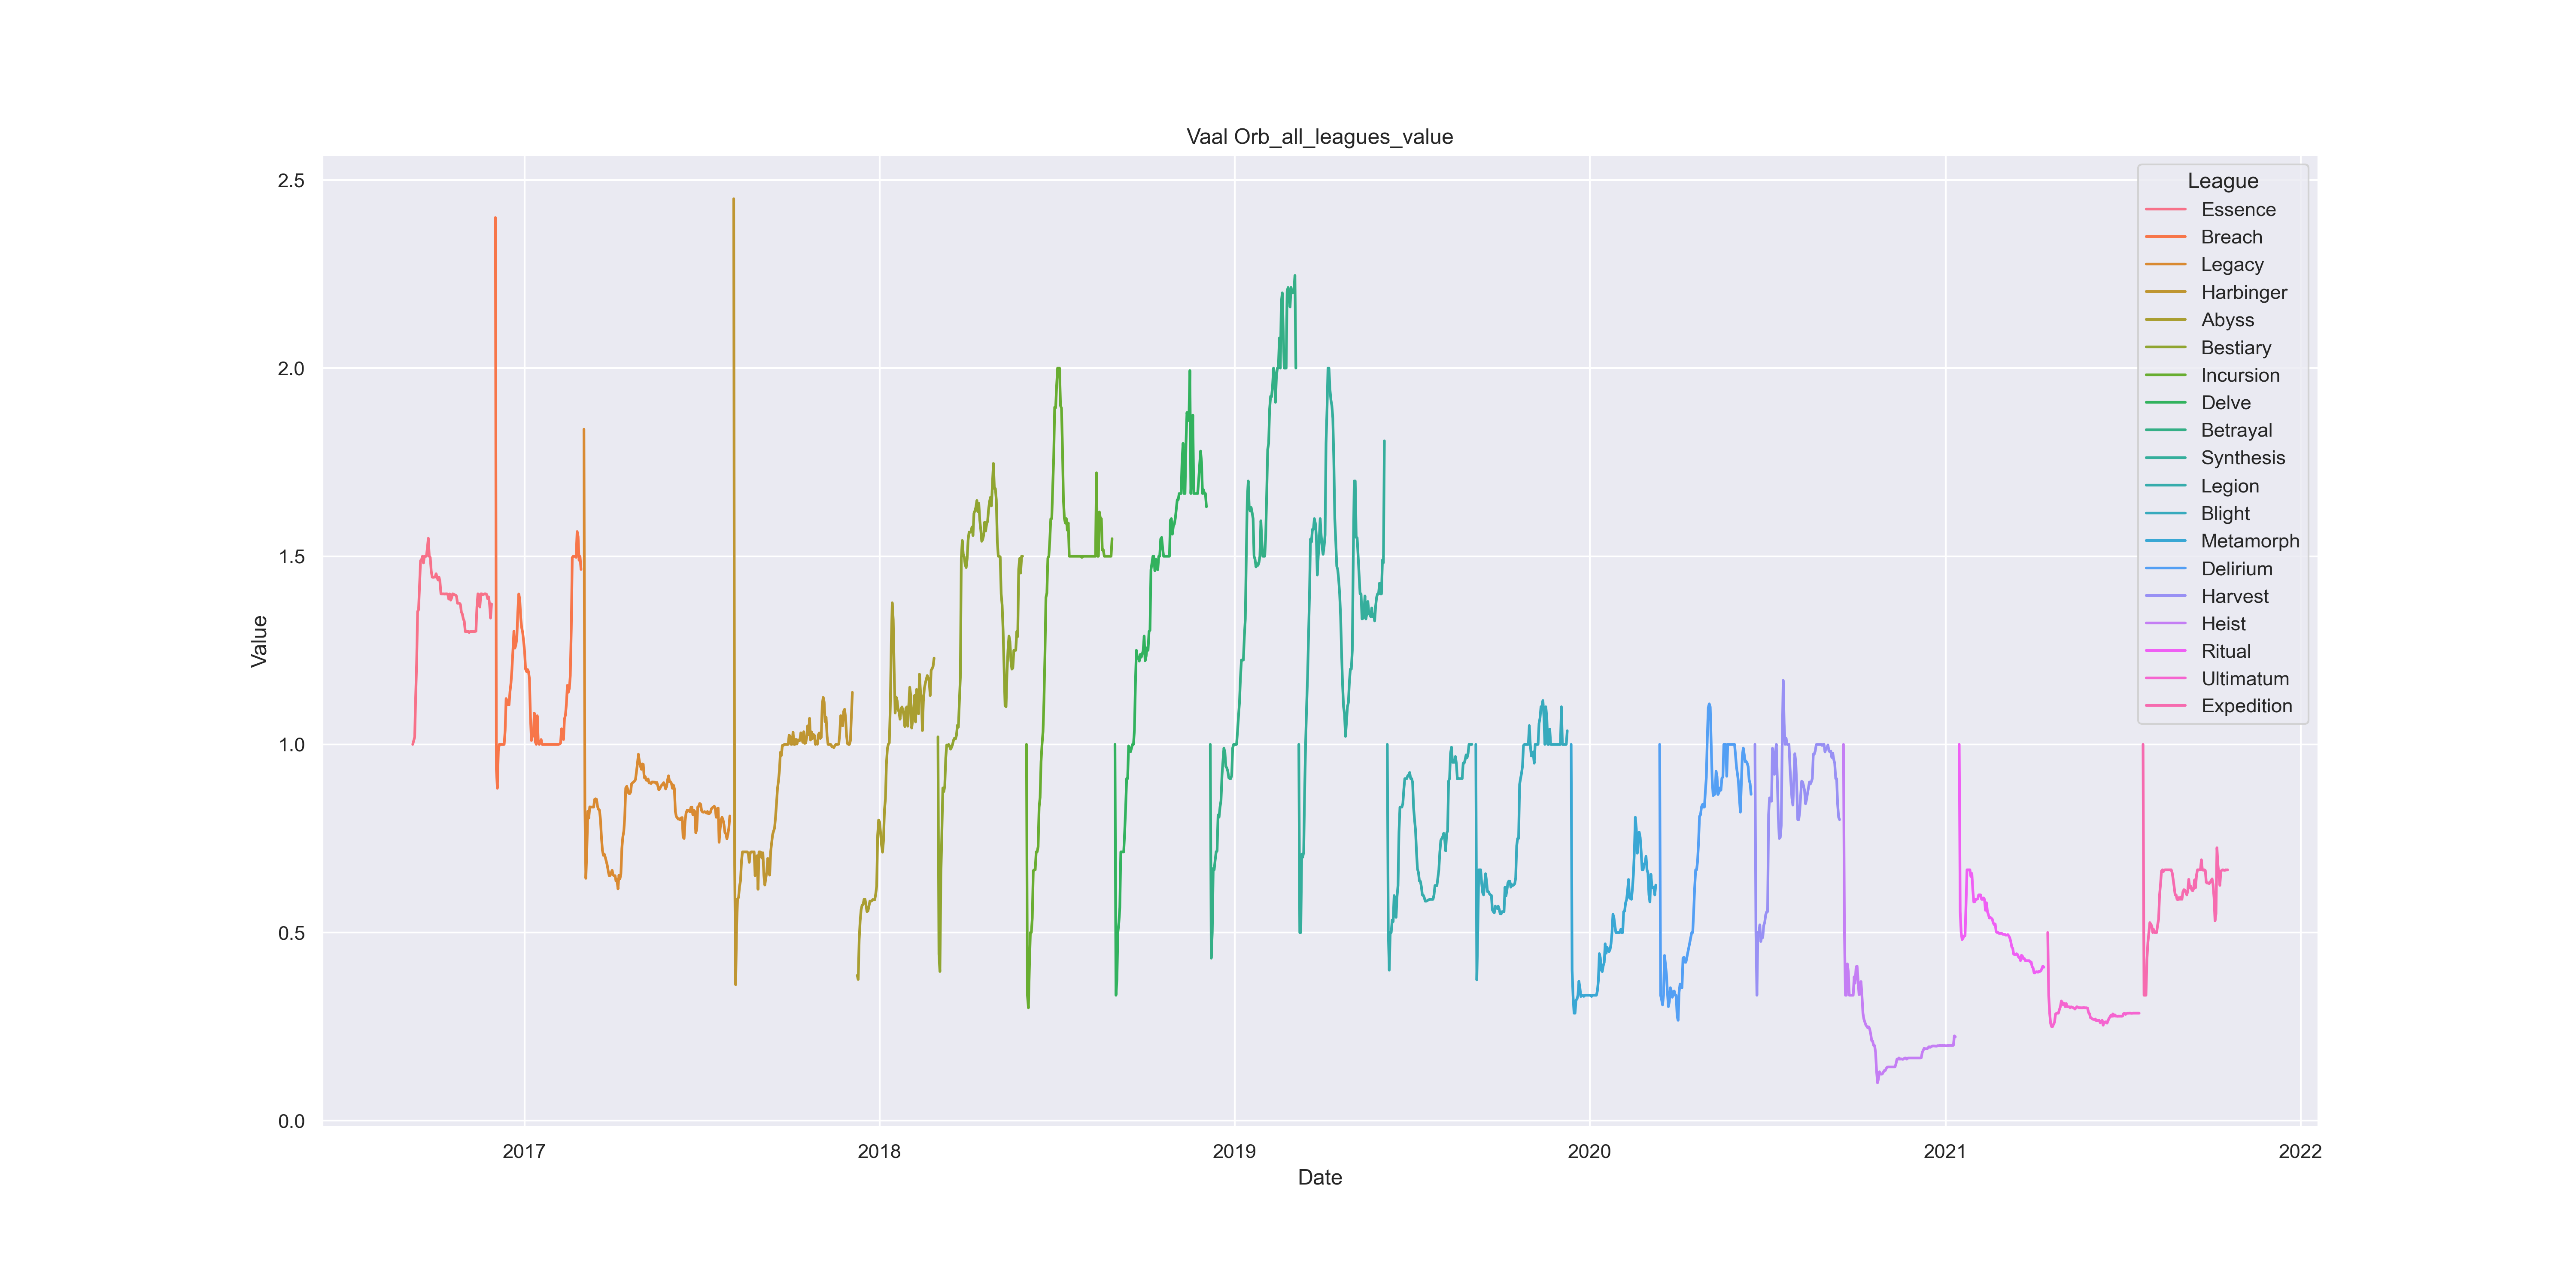 Vaal Orb_all_leagues_value
2.5
2.0
1.5
1.0
0.5
0.0
Value
2017
2018
2019
2020
2021
2022
Date
League
Essence
Breach
Legacy
Harbinger
Abyss
Bestiary
Incursion
Delve
Betrayal
Synthesis
Legion
Blight
Metamorph
Delirium
Harvest
Heist
Ritual
Ultimatum
Expedition